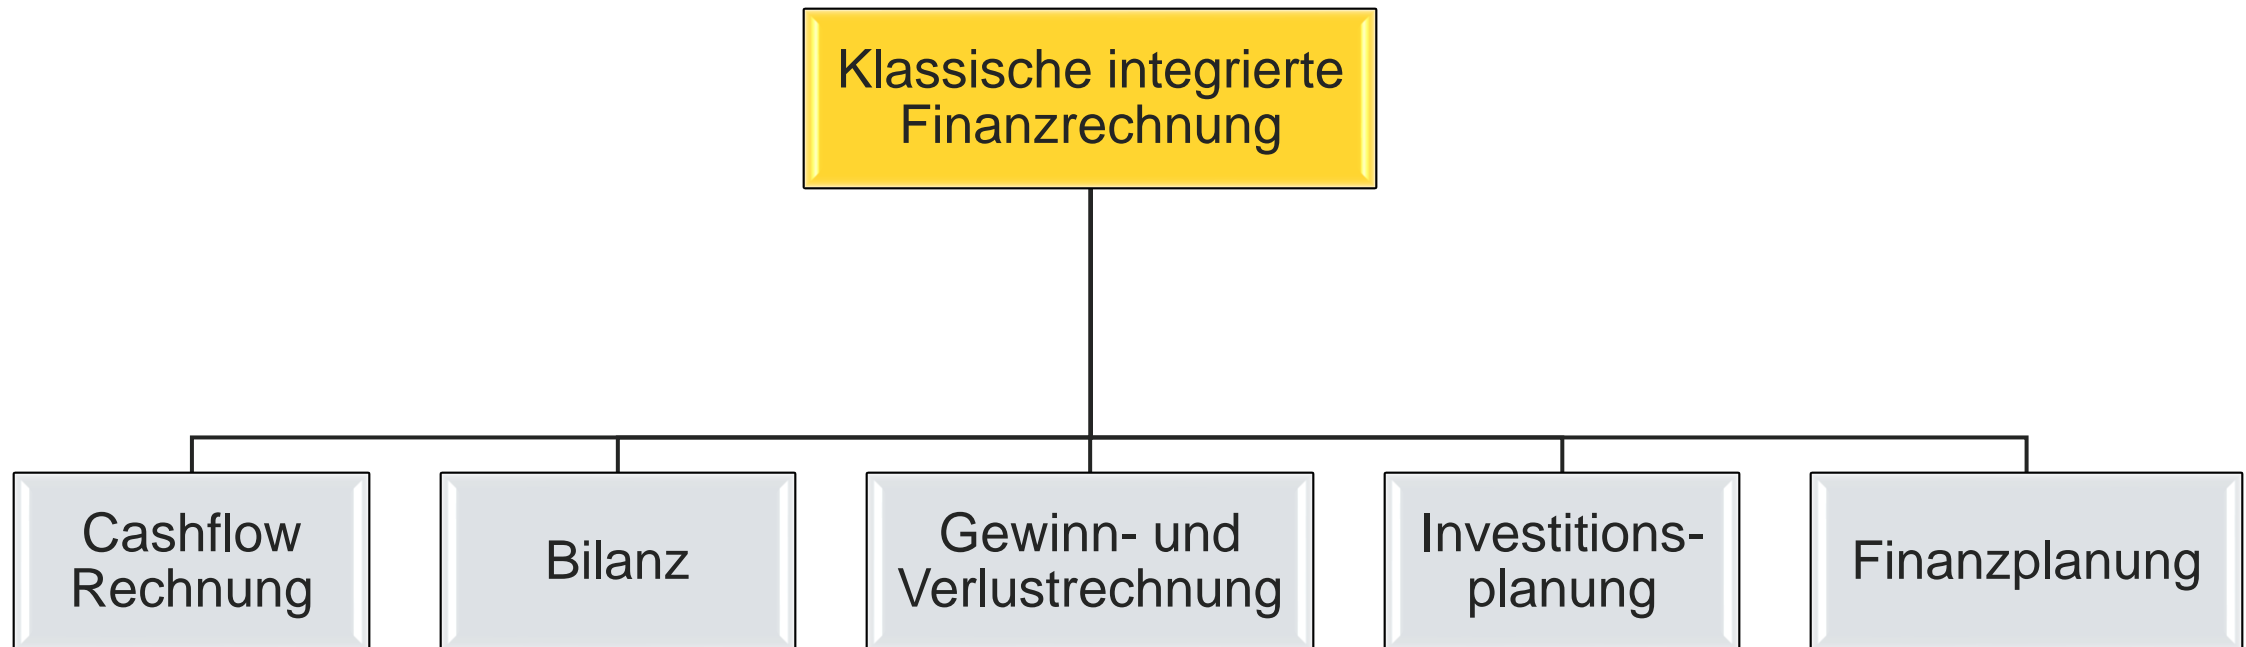 Klassische integrierte
Finanzrechnung
Cashflow
Rechnung
Bilanz
Gewinn- und
Verlustrechnung
Investitions-
planung
Finanzplanung